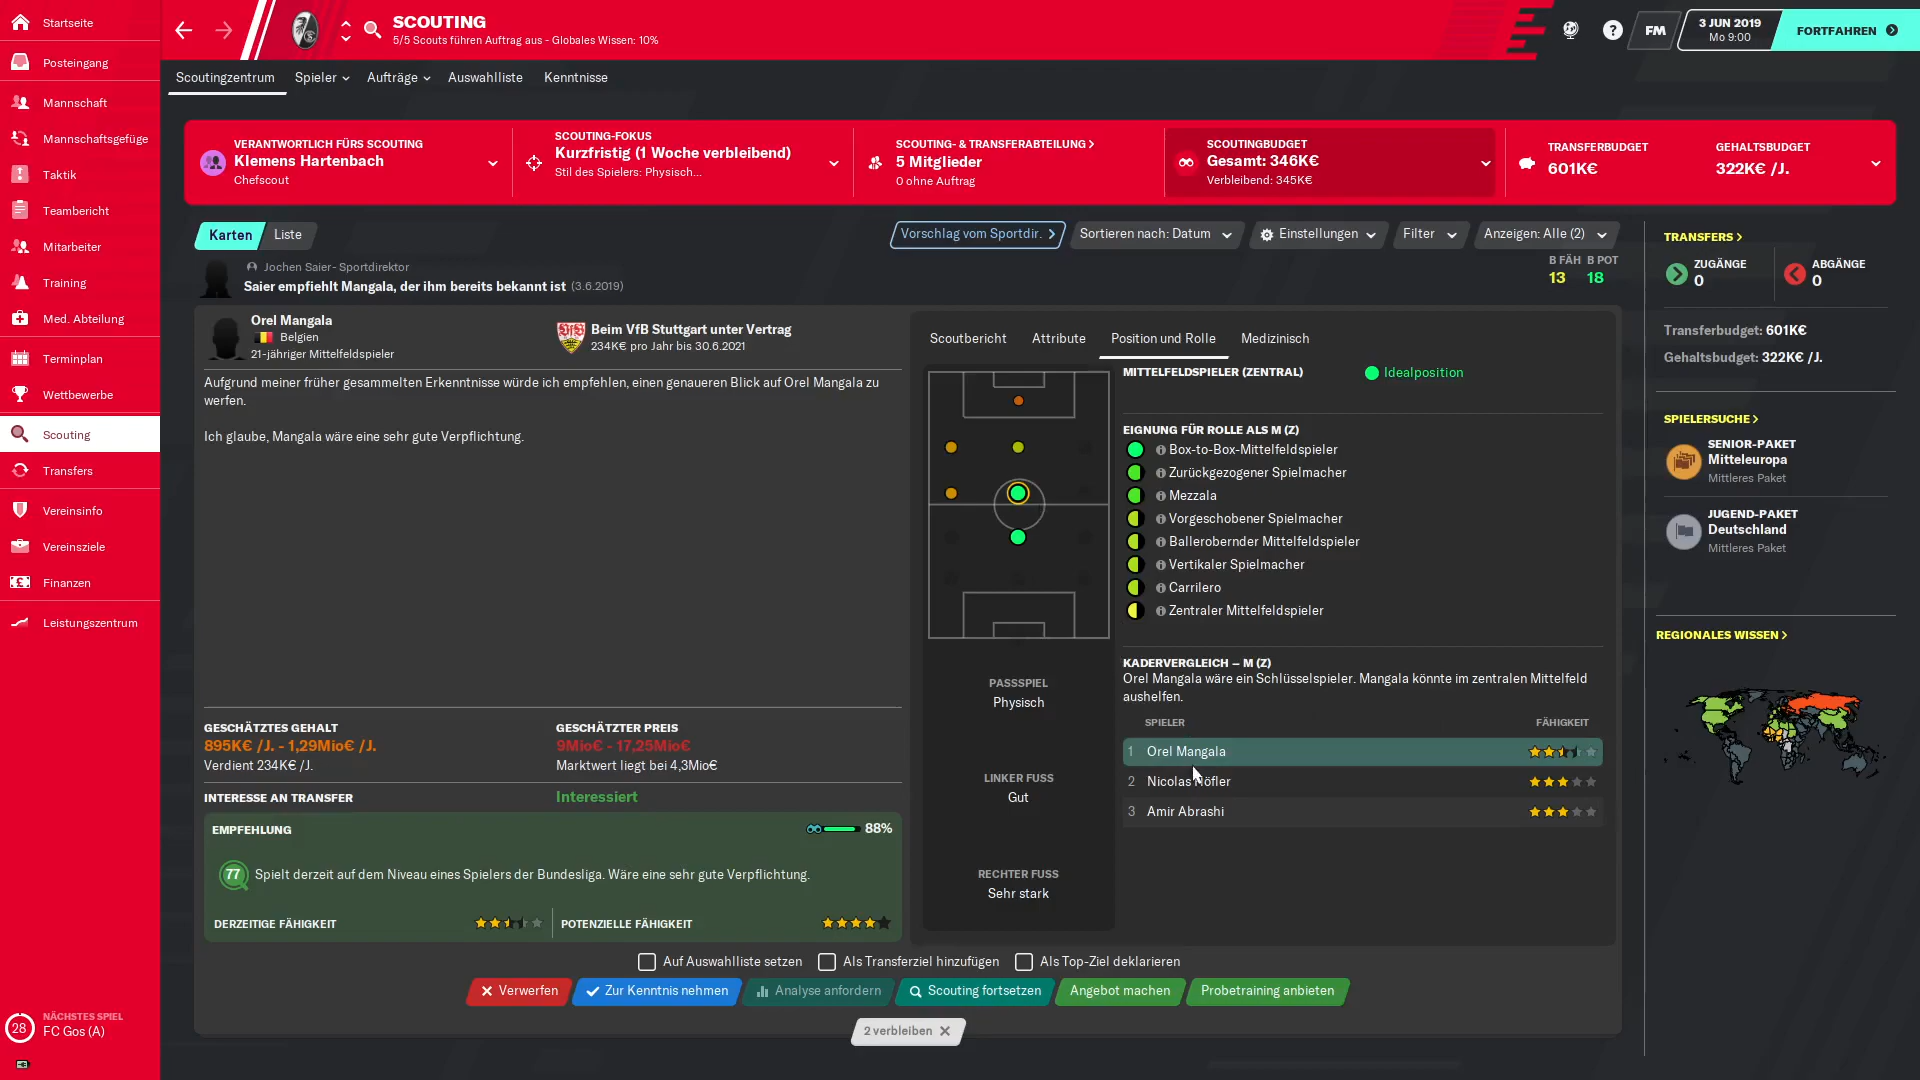 Startseite
Posteingang
Mannschaft
Mannschaftsgefüge
Taktik
Teambericht
Mitarbeiter
Training
Med. Abteilung
Terminplan
Wettbewerbe
Scouting
Transfers
Vereinsinfo
Vereinsziele
Finanzen
Leistungszentrum
28
NÄCHSTES SPIEL
FC Gos (A)
SCOUTING
5/5 Scouts führen Auftrag aus - Globales Wissen: 10%
FM
3 JUN 2019
Mo 9:00
FORTFAHREN
Scoutingzentrum
Spieler
Aufträge
Auswahlliste
Kenntnisse
VERANTWORTLICH FÜRS SCOUTING
Klemens Hartenbach
Chefscout
SCOUTING-FOKUS
Kurzfristig (1 Woche verbleibend)
Stil des Spielers: Physisch...
SCOUTING- & TRANSFERABTEILUNG >
5 Mitglieder
0 ohne Auftrag
SCOUTINGBUDGET
Gesamt: 346K€
Verbleibend: 345K€
TRANSFERBUDGET
601K€
GEHALTSBUDGET
322K€ /J.
Karten
Liste
Vorschlag vom Sportdir. >
Sortieren nach: Datum
Einstellungen
Filter
Anzeigen: Alle (2)
Jochen Saier - Sportdirektor
Saier empfiehlt Mangala, der ihm bereits bekannt ist (3.6.2019)
B FÄH B POT
13 18
Orel Mangala
Belgien
21-jähriger Mittelfeldspieler
Beim VfB Stuttgart unter Vertrag
234K€ pro Jahr bis 30.6.2021
Aufgrund meiner früher gesammelten Erkenntnisse würde ich empfehlen, einen genaueren Blick auf Orel Mangala zu
werfen.
Ich glaube, Mangala wäre eine sehr gute Verpflichtung.
GESCHÄTZTES GEHALT
895K€ /J. - 1,29Mio€ /J.
Verdient 234K€ /J.
GESCHÄTZTER PREIS
9Mio€ - 17,25Mio€
Marktwert liegt bei 4,3Mio€
INTERESSE AN TRANSFER
Interessiert
EMPFEHLUNG
88%
77
Spielt derzeit auf dem Niveau eines Spielers der Bundesliga. Wäre eine sehr gute Verpflichtung.
DERZEITIGE FÄHIGKEIT
POTENZIELLE FÄHIGKEIT
Scoutbericht
Attribute
Position und Rolle
Medizinisch
PASSSPIEL
Physisch
LINKER FUSS
Gut
RECHTER FUSS
Sehr stark
MITTELFELDSPIELER (ZENTRAL)
Idealposition
EIGNUNG FÜR ROLLE ALS M (Z)
Box-to-Box-Mittelfeldspieler
Zurückgezogener Spielmacher
Mezzala
Vorgeschobener Spielmacher
Ballerobernder Mittelfeldspieler
Vertikaler Spielmacher
Carrilero
Zentraler Mittelfeldspieler
KADERVERGLEICH – M (Z)
Orel Mangala wäre ein Schlüsselspieler. Mangala könnte im zentralen Mittelfeld
aushelfen.
SPIELER
FÄHIGKEIT
1 Orel Mangala
2 Nicolas Höfler
3 Amir Abrashi
Auf Auswahlliste setzen
Als Transferziel hinzufügen
Als Top-Ziel deklarieren
Verwerfen
Zur Kenntnis nehmen
Analyse anfordern
Scouting fortsetzen
Angebot machen
Probetraining anbieten
2 verbleiben
TRANSFERS >
ZUGÄNGE
0
ABGÄNGE
0
Transferbudget: 601K€
Gehaltsbudget: 322K€ /J.
SPIELERSUCHE >
SENIOR-PAKET
Mitteleuropa
Mittleres Paket
JUGEND-PAKET
Deutschland
Mittleres Paket
REGIONALES WISSEN >